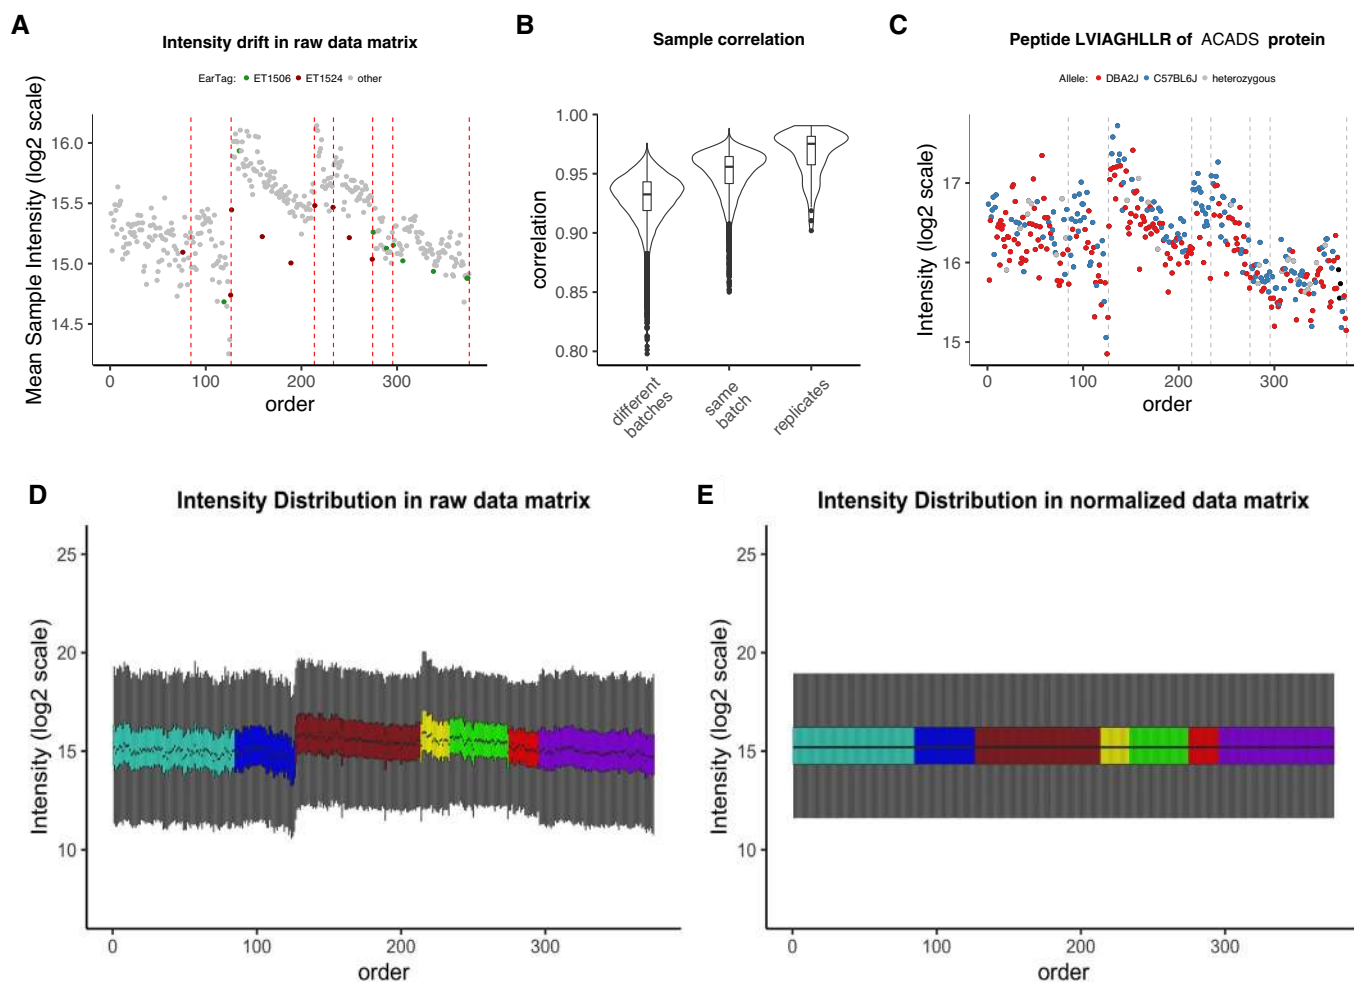 A
Intensity drift in raw data matrix
EarTag: ET1506 ET1524 other
Mean Sample Intensity (log2 scale)
16.0
15.5
15.0
14.5
0 100 200 300
order
B
Sample correlation
correlation
1.00
0.95
0.90
0.85
0.80
different
batches
same
batch
replicates
C
Peptide LVIAGHLLR of ACADS protein
Allele: DBA2J C57BL6J heterozygous
Intensity (log2 scale)
17
16
15
0 100 200 300
order
D
Intensity Distribution in raw data matrix
Intensity (log2 scale)
25
20
15
10
0 100 200 300
order
E
Intensity Distribution in normalized data matrix
Intensity (log2 scale)
25
20
15
10
0 100 200 300
order